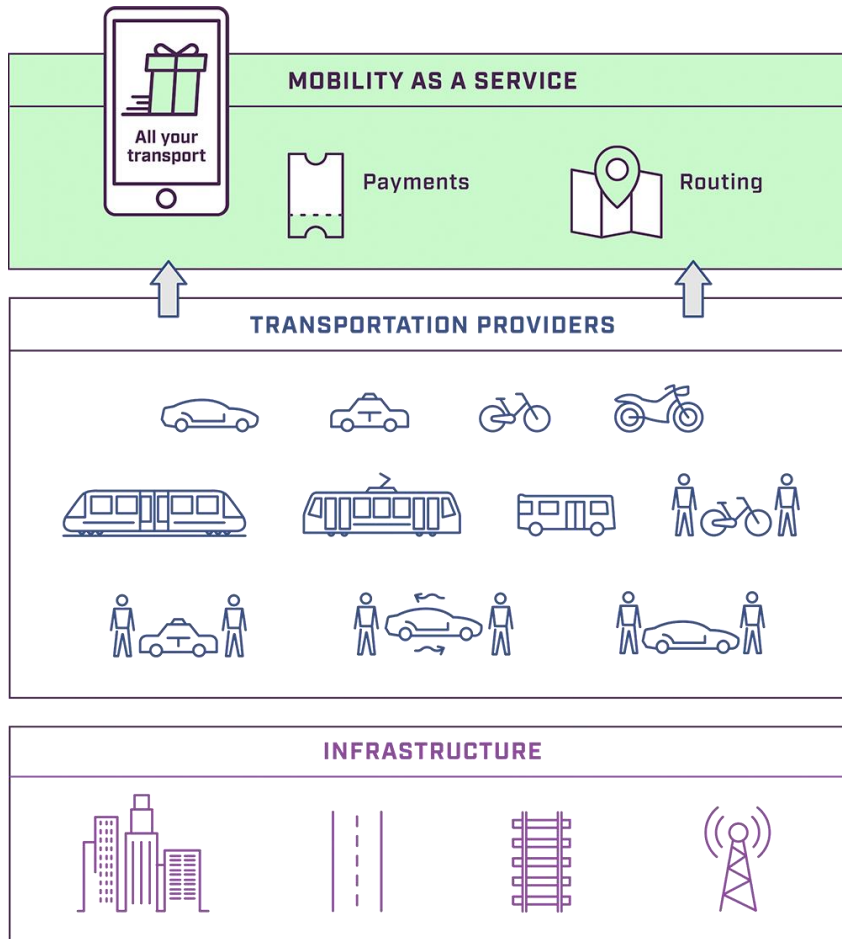 MOBILITY AS A SERVICE
All your
transport
Payments
Routing
TRANSPORTATION PROVIDERS
T
T
INFRASTRUCTURE